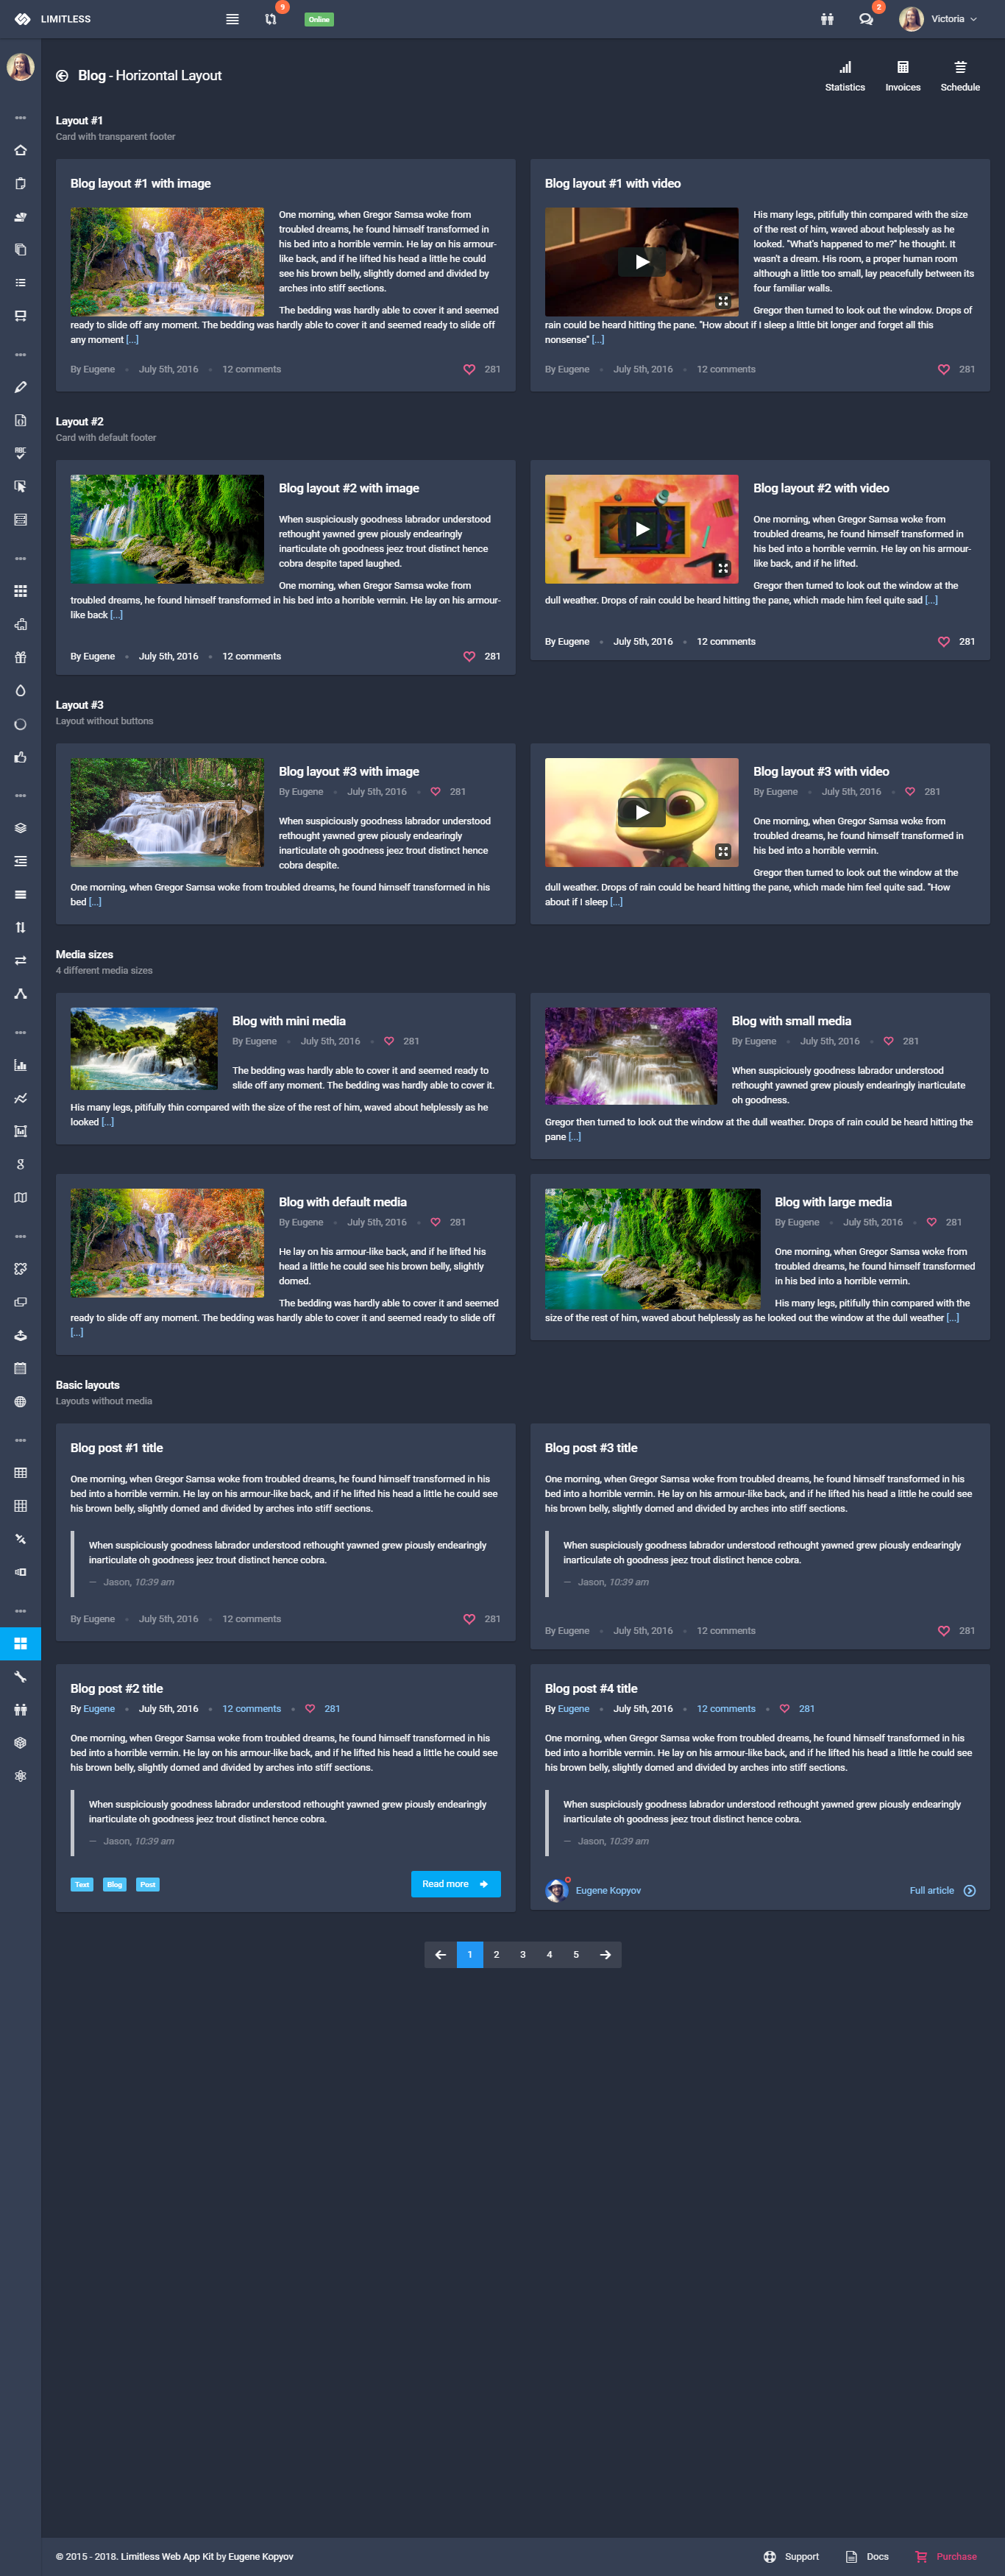 LIMITLESS
9
Online
2
Victoria
Blog - Horizontal Layout
Statistics
Invoices
Schedule
Layout #1
Card with transparent footer
Blog layout #1 with image
One morning, when Gregor Samsa woke from
troubled dreams, he found himself transformed in
his bed into a horrible vermin. He lay on his armour-
like back, and if he lifted his head a little he could
see his brown belly, slightly domed and divided by
arches into stiff sections.
The bedding was hardly able to cover it and seemed
ready to slide off any moment. The bedding was hardly able to cover it and seemed ready to slide off
any moment [...]
By Eugene
July 5th, 2016
12 comments
281
Blog layout #1 with video
His many legs, pitifully thin compared with the size
of the rest of him, waved about helplessly as he
looked. "What's happened to me?" he thought. It
wasn't a dream. His room, a proper human room
although a little too small, lay peacefully between its
four familiar walls.
Gregor then turned to look out the window. Drops of
rain could be heard hitting the pane. "How about if I sleep a little bit longer and forget all this
nonsense" [...]
By Eugene
July 5th, 2016
12 comments
281
Layout #2
Card with default footer
Blog layout #2 with image
When suspiciously goodness labrador understood
rethought yawned grew piously endearingly
inarticulate oh goodness jeez trout distinct hence
cobra despite taped laughed.
One morning, when Gregor Samsa woke from
troubled dreams, he found himself transformed in his bed into a horrible vermin. He lay on his armour-
like back [...]
By Eugene
July 5th, 2016
12 comments
281
Blog layout #2 with video
One morning, when Gregor Samsa woke from
troubled dreams, he found himself transformed in
his bed into a horrible vermin. He lay on his armour-
like back, and if he lifted.
Gregor then turned to look out the window at the
dull weather. Drops of rain could be heard hitting the pane, which made him feel quite sad [...]
By Eugene
July 5th, 2016
12 comments
281
Layout #3
Layout without buttons
Blog layout #3 with image
By Eugene
July 5th, 2016
281
When suspiciously goodness labrador understood
rethought yawned grew piously endearingly
inarticulate oh goodness jeez trout distinct hence
cobra despite.
One morning, when Gregor Samsa woke from troubled dreams, he found himself transformed in his
bed [...]
Blog layout #3 with video
By Eugene
July 5th, 2016
281
One morning, when Gregor Samsa woke from
troubled dreams, he found himself transformed in
his bed into a horrible vermin.
Gregor then turned to look out the window at the
dull weather. Drops of rain could be heard hitting the pane, which made him feel quite sad. "How
about if I sleep [...]
Media sizes
4 different media sizes
Blog with mini media
By Eugene
July 5th, 2016
281
The bedding was hardly able to cover it and seemed ready to
slide off any moment. The bedding was hardly able to cover it.
His many legs, pitifully thin compared with the size of the rest of him, waved about helplessly as he
looked [...]
Blog with small media
By Eugene
July 5th, 2016
281
When suspiciously goodness labrador understood
rethought yawned grew piously endearingly inarticulate
oh goodness.
Gregor then turned to look out the window at the dull weather. Drops of rain could be heard hitting the
pane [...]
Blog with default media
By Eugene
July 5th, 2016
281
He lay on his armour-like back, and if he lifted his
head a little he could see his brown belly, slightly
domed.
The bedding was hardly able to cover it and seemed
ready to slide off any moment. The bedding was hardly able to cover it and seemed ready to slide off
[...]
Blog with large media
By Eugene
July 5th, 2016
281
One morning, when Gregor Samsa woke from
troubled dreams, he found himself transformed
in his bed into a horrible vermin.
His many legs, pitifully thin compared with the
size of the rest of him, waved about helplessly as he looked out the window at the dull weather [...]
Basic layouts
Layouts without media
Blog post #1 title
One morning, when Gregor Samsa woke from troubled dreams, he found himself transformed in his
bed into a horrible vermin. He lay on his armour-like back, and if he lifted his head a little he could see
his brown belly, slightly domed and divided by arches into stiff sections.
When suspiciously goodness labrador understood rethought yawned grew piously endearingly
inarticulate oh goodness jeez trout distinct hence cobra.
— Jason, 10:39 am
By Eugene
July 5th, 2016
12 comments
281
Blog post #3 title
One morning, when Gregor Samsa woke from troubled dreams, he found himself transformed in his
bed into a horrible vermin. He lay on his armour-like back, and if he lifted his head a little he could see
his brown belly, slightly domed and divided by arches into stiff sections.
When suspiciously goodness labrador understood rethought yawned grew piously endearingly
inarticulate oh goodness jeez trout distinct hence cobra.
— Jason, 10:39 am
By Eugene
July 5th, 2016
12 comments
281
Blog post #2 title
By Eugene
July 5th, 2016
12 comments
281
One morning, when Gregor Samsa woke from troubled dreams, he found himself transformed in his
bed into a horrible vermin. He lay on his armour-like back, and if he lifted his head a little he could see
his brown belly, slightly domed and divided by arches into stiff sections.
When suspiciously goodness labrador understood rethought yawned grew piously endearingly
inarticulate oh goodness jeez trout distinct hence cobra.
— Jason, 10:39 am
Text
Blog
Post
Read more
Blog post #4 title
By Eugene
July 5th, 2016
12 comments
281
One morning, when Gregor Samsa woke from troubled dreams, he found himself transformed in his
bed into a horrible vermin. He lay on his armour-like back, and if he lifted his head a little he could see
his brown belly, slightly domed and divided by arches into stiff sections.
When suspiciously goodness labrador understood rethought yawned grew piously endearingly
inarticulate oh goodness jeez trout distinct hence cobra.
— Jason, 10:39 am
Eugene Kopyov
Full article
1
2
3
4
5
© 2015 - 2018. Limitless Web App Kit by Eugene Kopyov
Support
Docs
Purchase